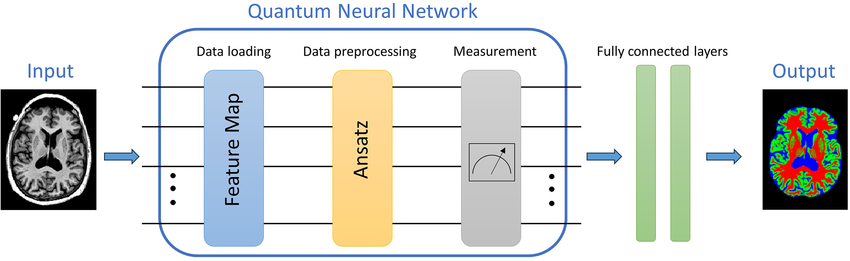 Quantum Neural Network
Data loading
Data preprocessing
Measurement
Fully connected layers
Input
Output
Feature Map
Ansatz